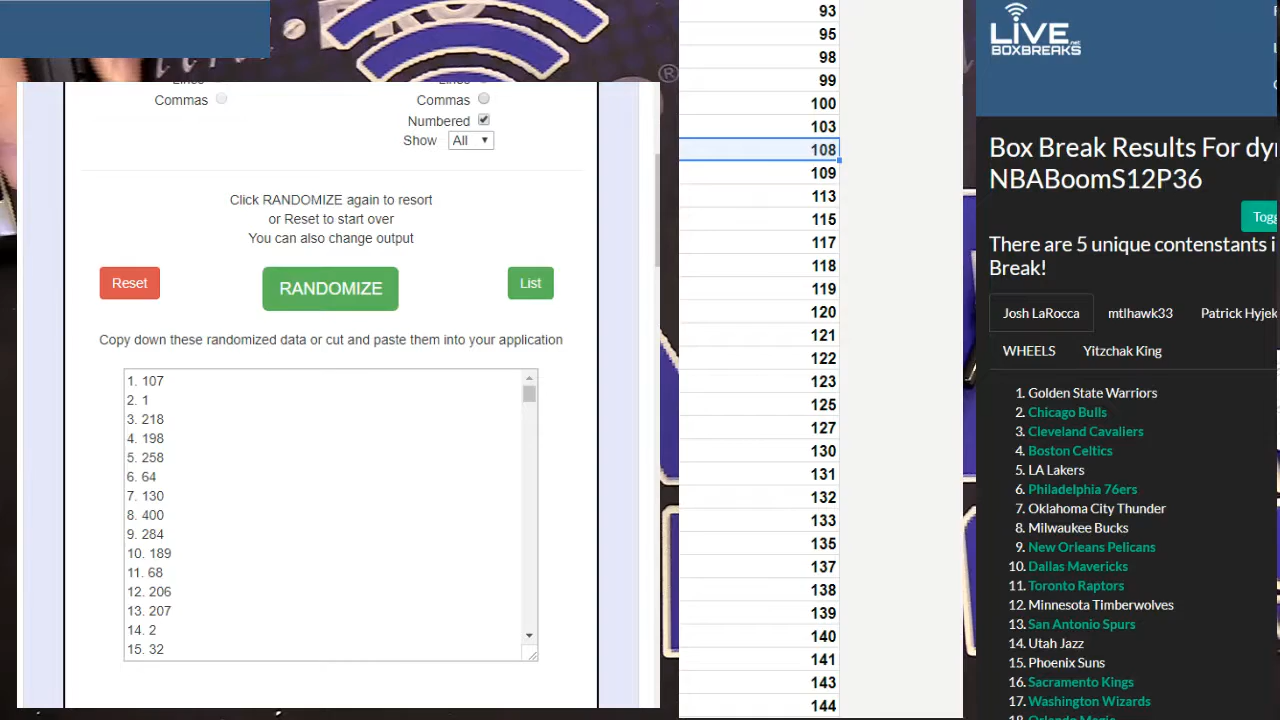 Commas
Commas
Numbered
Show All
Click RANDOMIZE again to resort
or Reset to start over
You can also change output
Reset
RANDOMIZE
List
Copy down these randomized data or cut and paste them into your application
1. 107
2. 1
3. 218
4. 198
5. 258
6. 64
7. 130
8. 400
9. 284
10. 189
11. 68
12. 206
13. 207
14. 2
15. 32
®
93
95
98
99
100
103
108
109
113
115
117
118
119
120
121
122
123
125
127
130
131
132
133
135
137
138
139
140
141
143
144
LIVE.net
BOXBREAKS
Box Break Results For dy
NBABoomS12P36
Togg
There are 5 unique contenstants i
Break!
Josh LaRocca
mtlhawk33
Patrick Hyjek
WHEELS
Yitzchak King
1. Golden State Warriors
2. Chicago Bulls
3. Cleveland Cavaliers
4. Boston Celtics
5. LA Lakers
6. Philadelphia 76ers
7. Oklahoma City Thunder
8. Milwaukee Bucks
9. New Orleans Pelicans
10. Dallas Mavericks
11. Toronto Raptors
12. Minnesota Timberwolves
13. San Antonio Spurs
14. Utah Jazz
15. Phoenix Suns
16. Sacramento Kings
17. Washington Wizards
18. Orlando Magic